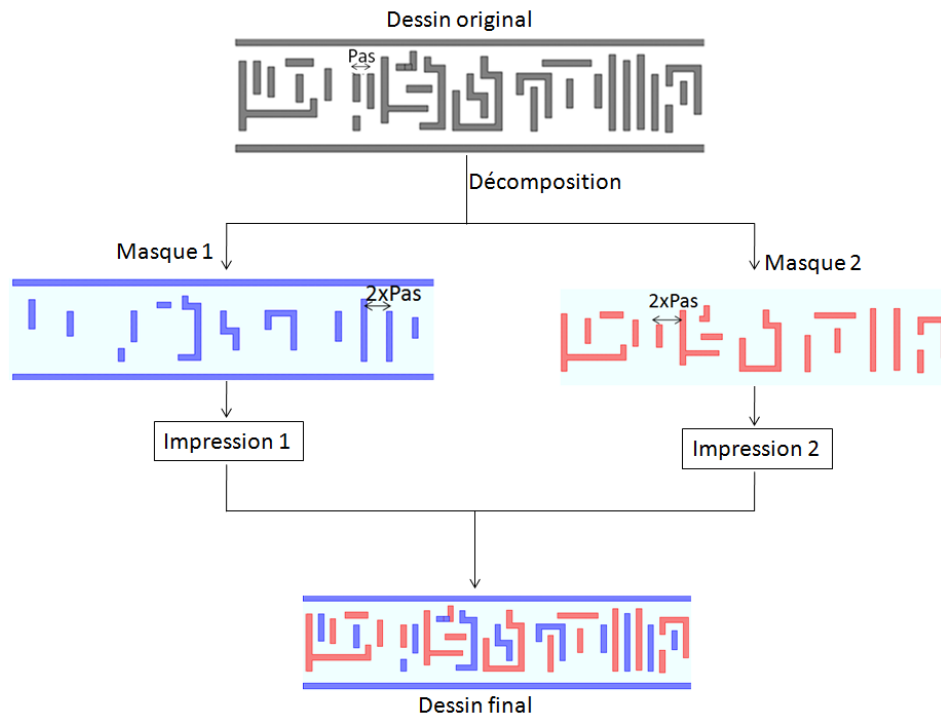 Dessin original
Pas
Décomposition
Masque 1
Masque 2
2xPas
2xPas
Impression 1
Impression 2
Dessin final